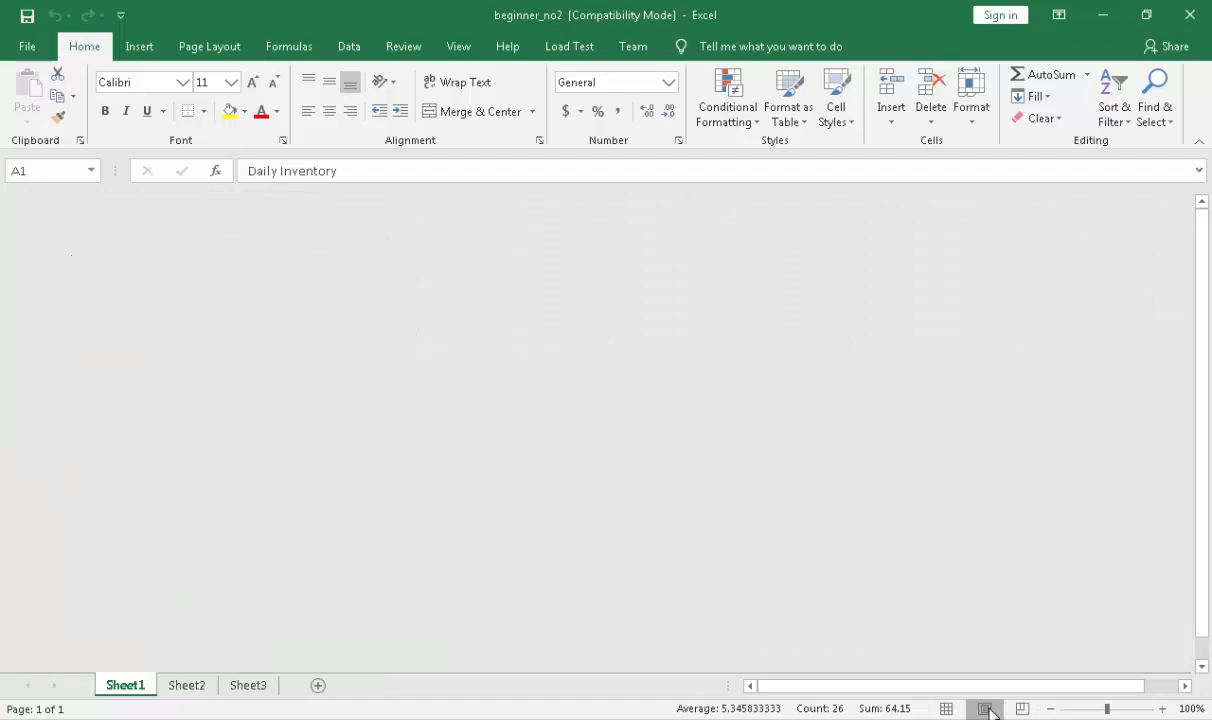 beginner_no2 [Compatibility Mode] - Excel
Sign in
File Home Insert Page Layout Formulas Data Review View Help Load Test Team Tell me what you want to do Share
Calibri 11 Wrap Text General AutoSum
Fill
Merge & Center $ % , Clear
Paste B I U Conditional Formatting Format as Table Cell Styles Insert Delete Format Sort & Filter Find & Select
Clipboard Font Alignment Number Styles Cells Editing
A1 fx Daily Inventory
Sheet1 Sheet2 Sheet3
Page: 1 of 1 Average: 5.345833333 Count: 26 Sum: 64.15 100%